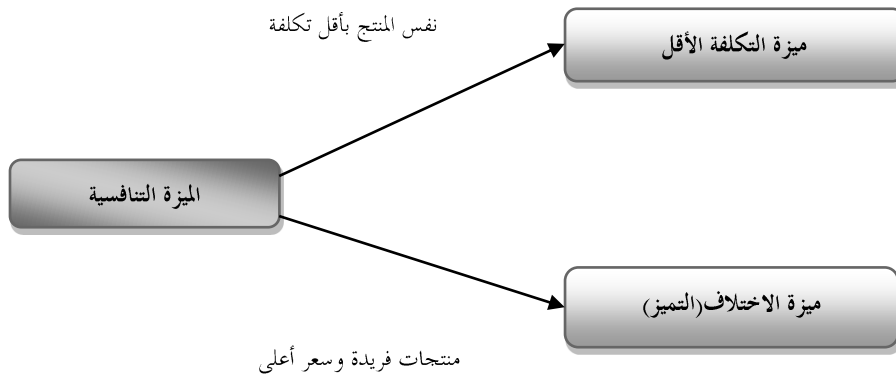 نفس المنتج بأقل تكلفة
ميزة التكلفة الأقل
الميزة التنافسية
ميزة الاختلاف(التميز)
منتجات فريدة وسعر أعلى